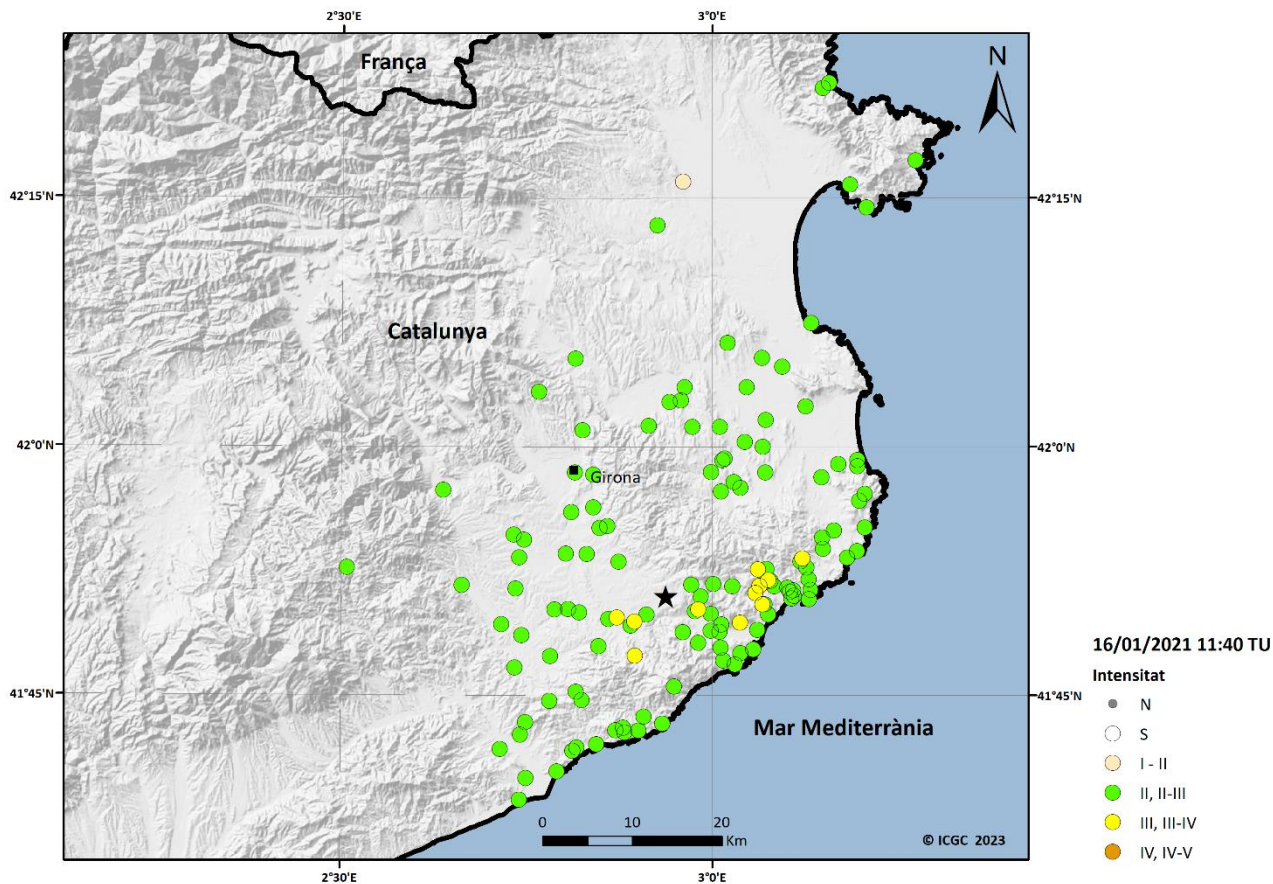 2°30'E
3°0'E
França
N
42°15'N
42°15'N
Catalunya
42°0'N
42°0'N
Girona
16/01/2021 11:40 TU
Intensitat
N
S
I - II
II, II-III
III, III-IV
IV, IV-V
41°45'N
41°45'N
Mar Mediterrània
0 10 20
Km
© ICGC 2023
2°30'E
3°0'E